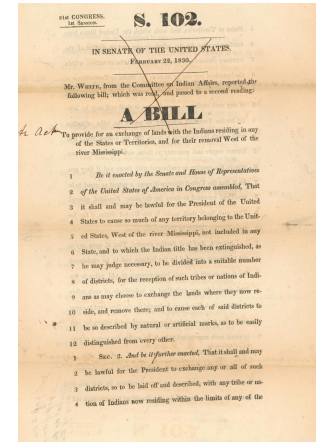 21st CONGRESS,
1st Session.
S. 102.
IN SENATE OF THE UNITED STATES,
FEBRUARY 22, 1830.
Mr. WHITE, from the Committee on Indian Affairs, reported the
following bill; which was read, and passed to a second reading:
A BILL
Act
To provide for an exchange of lands with the Indians residing in any
of the States or Territories, and for their removal West of the
river Mississippi.
1 Be it enacted by the Senate and House of Representatives
2 of the United States of America in Congress assembled, That
3 it shall and may be lawful for the President of the United
4 States to cause so much of any territory belonging to the Unit-
5 ed States, West of the river Mississippi, not included in any
6 State, and to which the Indian title has been extinguished, as
7 he may judge necessary, to be divided into a suitable number
8 of districts, for the reception of such tribes or nations of Indi-
9 ans as may choose to exchange lands where they now re-
10 side, and remove there; and to cause each of said districts to
11 be so described by natural or artificial marks, as to be easily
12 distinguished from every other.
1 SEC. 2. And be it further enacted, That it shall and may
2 be lawful for the President to exchange any or all of such
3 districts, so to be laid off and described, with any tribe or na-
4 tion of Indians now residing within the limits of any of the